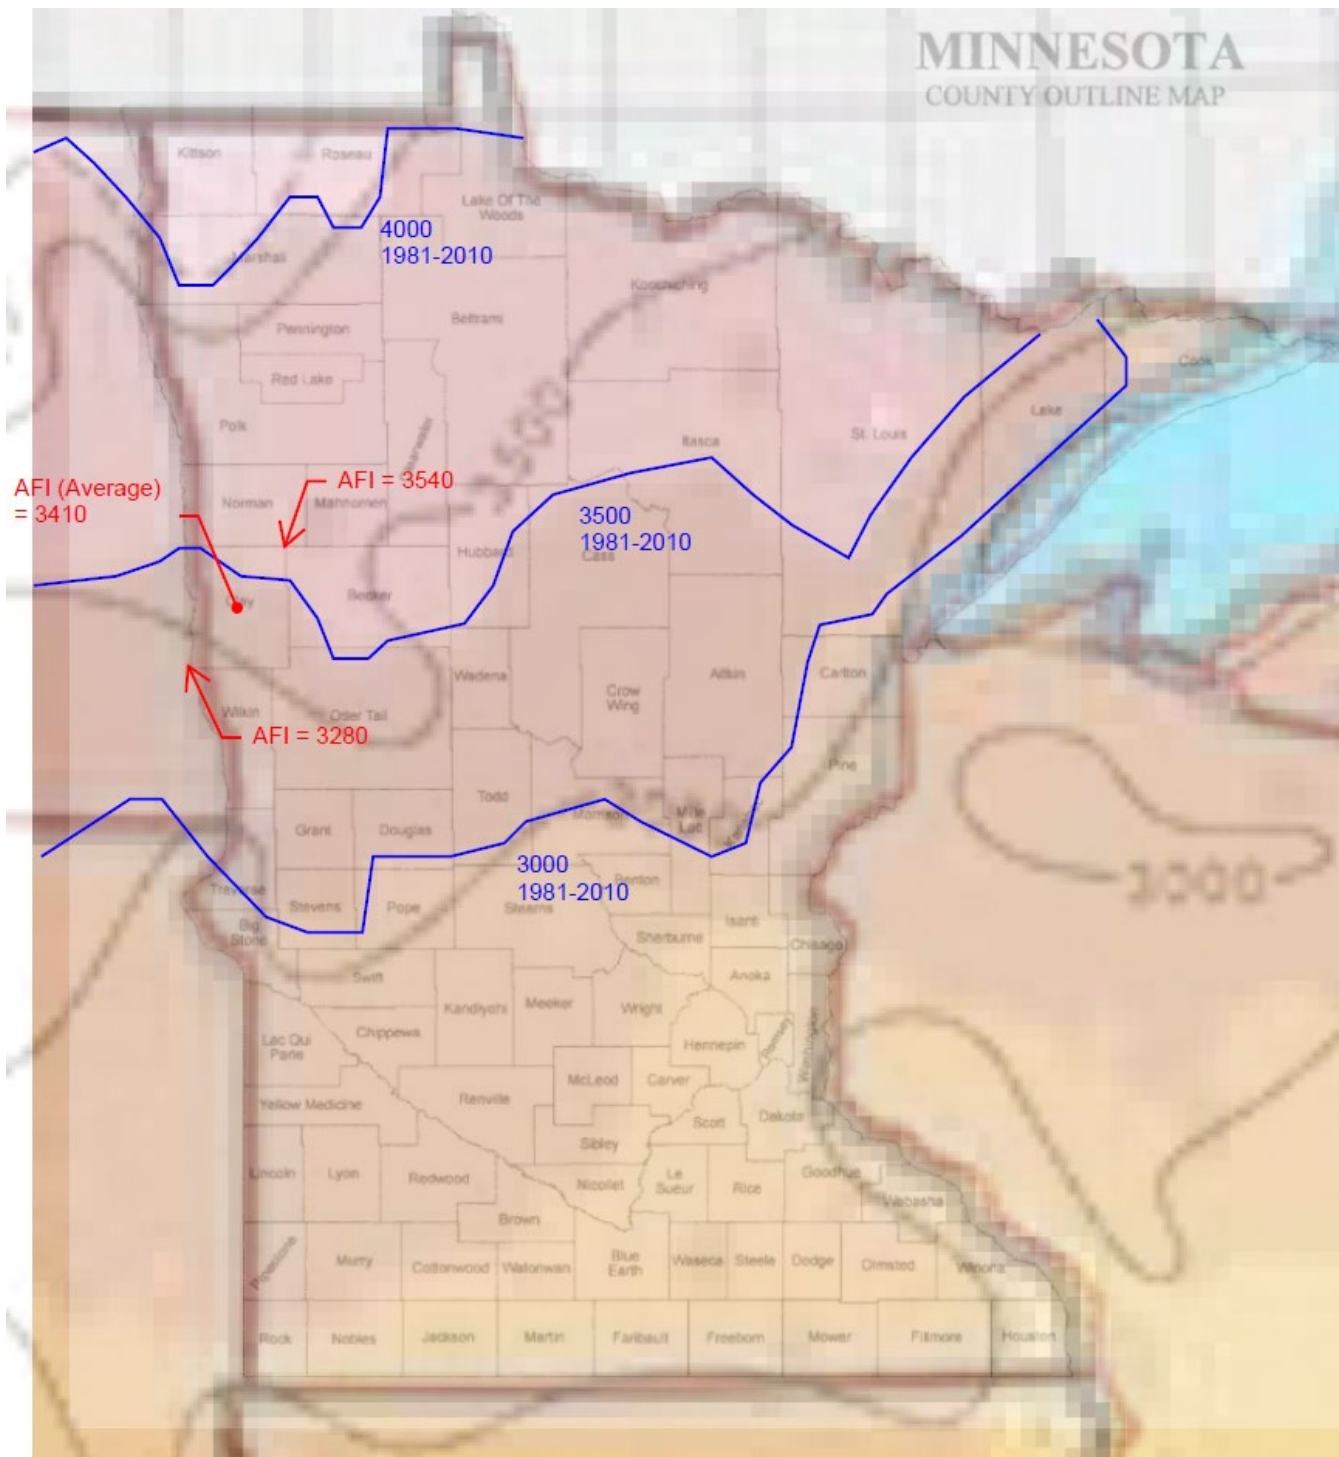 MINNESOTA
COUNTY OUTLINE MAP
Kittson
Roseau
Lake Of The
Woods
4000
1981-2010
Marshall
Koochiching
Pennington
Beltrami
Red Lake
Cook
Polk
Clearwater
3500
Itasca
St. Louis
Lake
AFI (Average)
= 3410
AFI = 3540
Norman
Mahnomen
3500
1981-2010
Hubbard
Cass
Clay
Becker
Wadena
Crow
Wing
Aitkin
Carlton
Wilkin
Otter Tail
AFI = 3280
Pine
Todd
Morrison
Mille
Lac
Grant
Douglas
3000
1981-2010
Traverse
Stevens
Pope
Stearns
Benton
3000
Big
Stone
Isanti
Sherburne
Chisago
Swift
Anoka
Kandiyohi
Meeker
Wright
Chippewa
Hennepin
Ramsey
Washington
Lac Qui
Parle
McLeod
Carver
Yellow Medicine
Renville
Scott
Dakota
Sibley
Lincoln
Lyon
Redwood
Nicollet
Le
Sueur
Rice
Goodhue
Wabasha
Brown
Pipestone
Murry
Cottonwood
Watonwan
Blue
Earth
Waseca
Steele
Dodge
Olmsted
Winona
Rock
Nobles
Jackson
Martin
Faribault
Freeborn
Mower
Fillmore
Houston